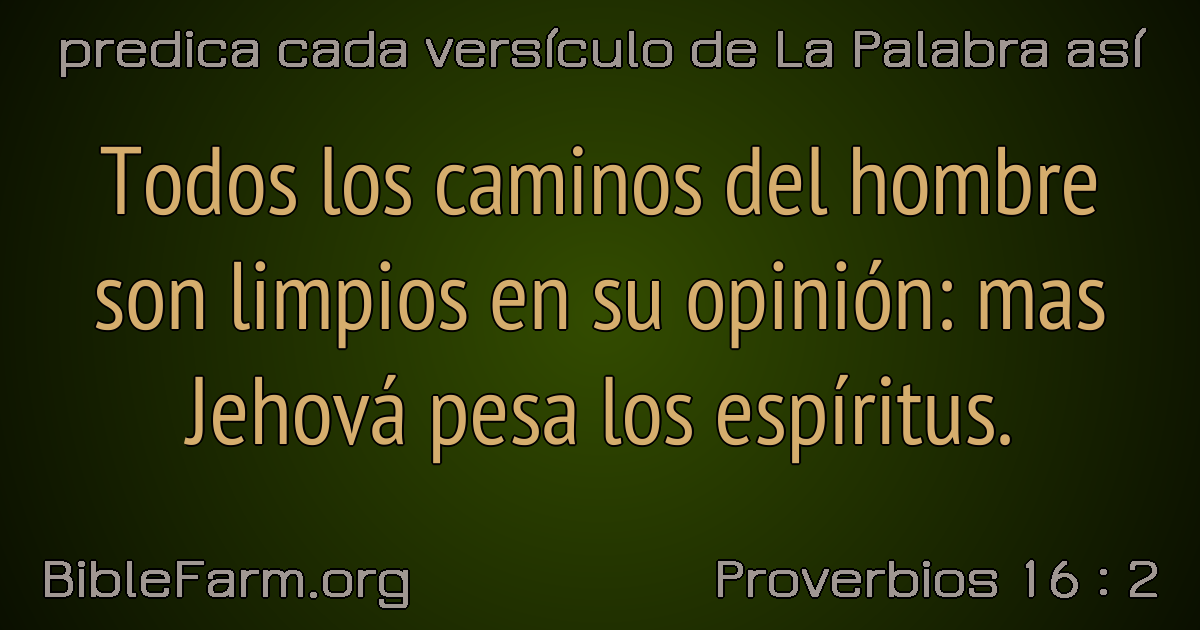 predica cada versículo de La Palabra así
Todos los caminos del hombre
son limpios en su opinión: mas
Jehová pesa los espíritus.
BibleFarm.org
Proverbios 16 : 2